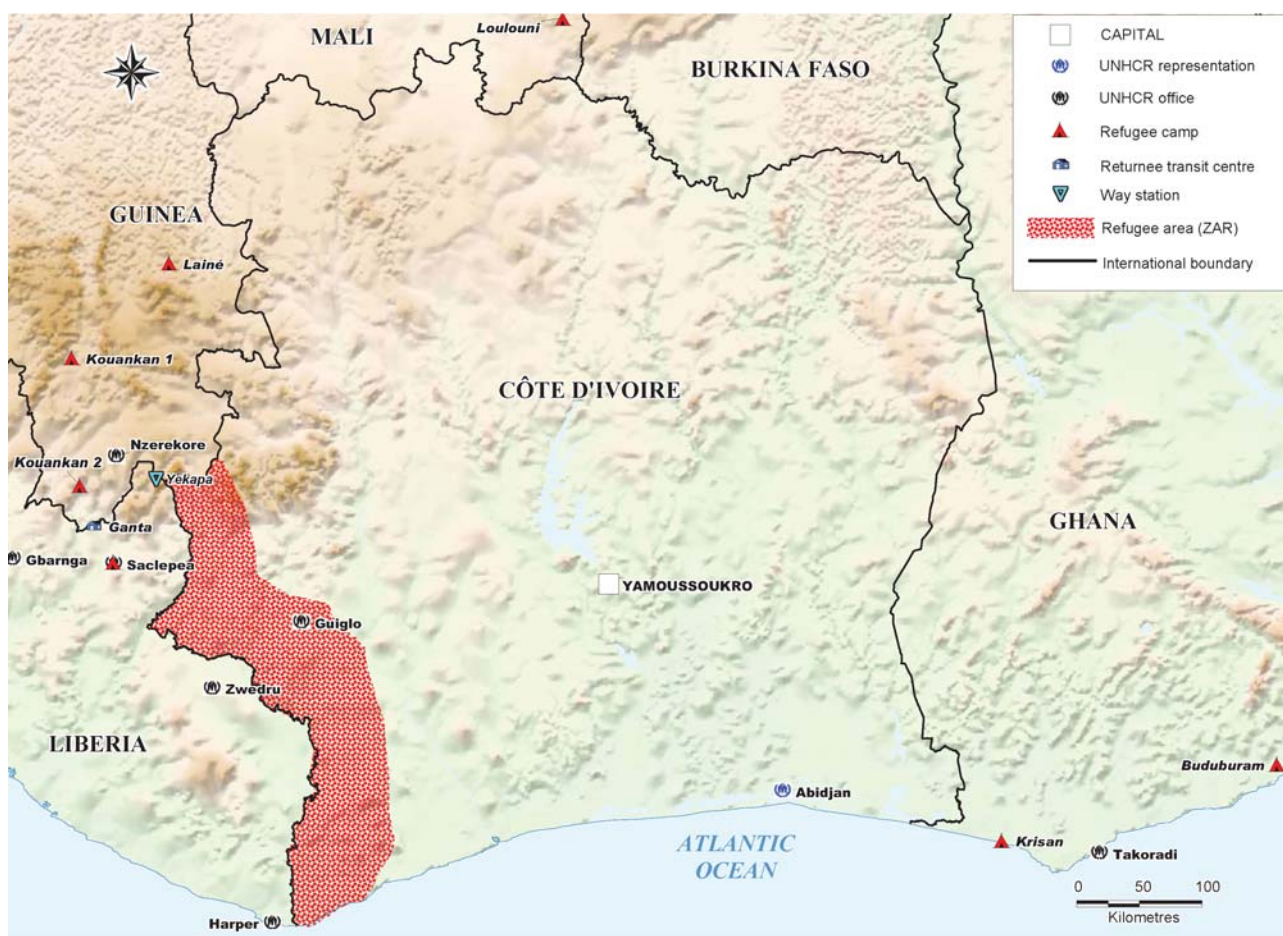 Loulouni
MALI
BURKINA FASO
CAPITAL
UNHCR representation
UNHCR office
Refugee camp
Returnee transit centre
Way station
Refugee area (ZAR)
International boundary
GUINEA
Lainé
Kouankan 1
CÔTE D'IVOIRE
Nzerekore
Kouankan 2
Yekapa
Ganta
GHANA
Gbarnga
Saclepea
YAMOUSSOUKRO
Guiglo
Zwedru
LIBERIA
Buduburam
Abidjan
ATLANTIC
OCEAN
Krisan
Takoradi
0 50 100
Kilometres
Harper